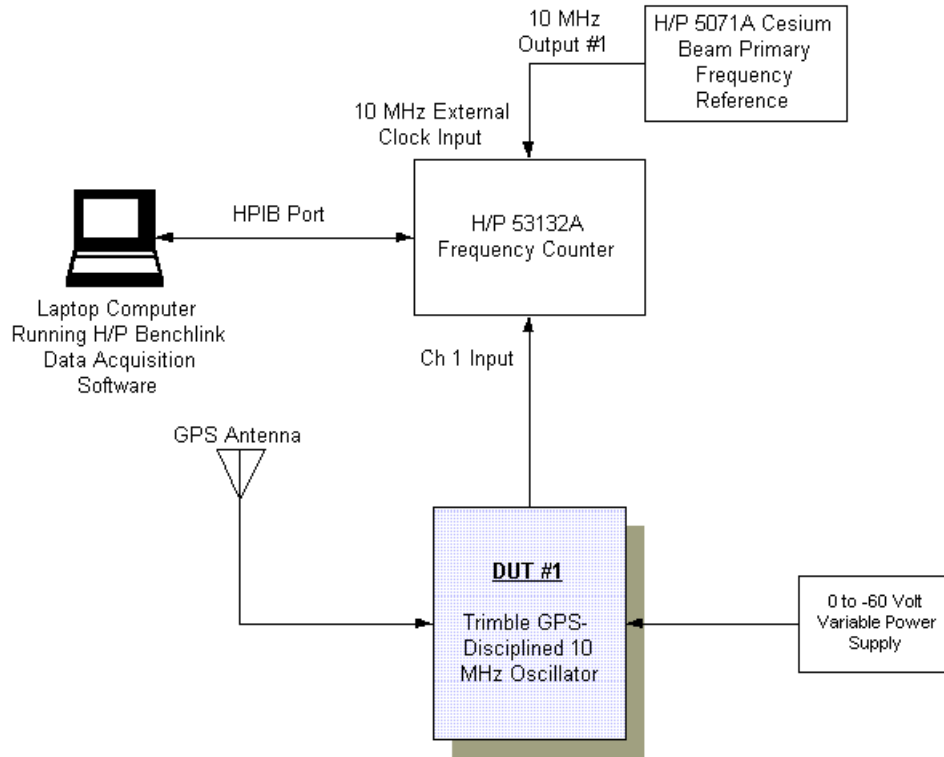 10 MHz
Output #1
H/P 5071A Cesium
Beam Primary
Frequency
Reference
10 MHz External
Clock Input
HPIB Port
H/P 53132A
Frequency Counter
Laptop Computer
Running H/P Benchlink
Data Acquisition
Software
Ch 1 Input
GPS Antenna
DUT #1
Trimble GPS-
Disciplined 10
MHz Oscillator
0 to -60 Volt
Variable Power
Supply